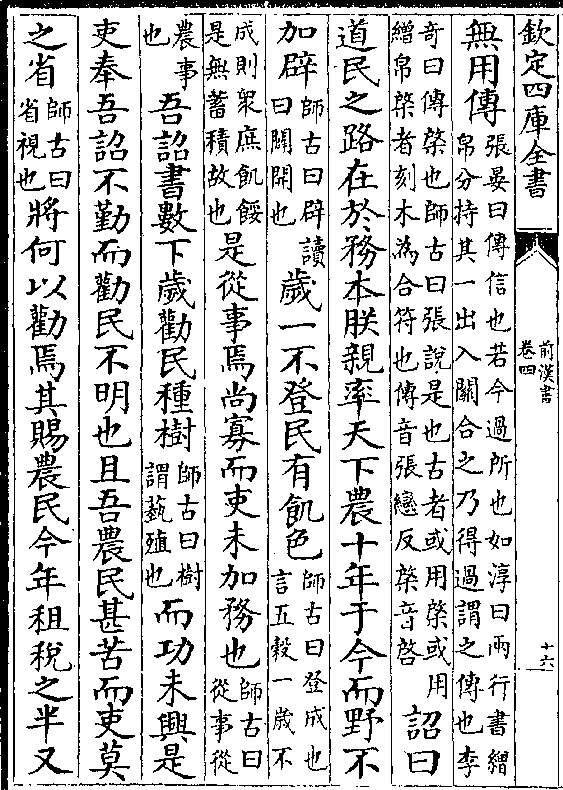 欽定四庫全書
前漢書
卷四
十六
無用傳張晏曰傳信也若今過所也如淳曰兩行書繒帛分持其一出入關合之乃得過謂之傳也李
奇曰傳棨也師古曰張說是也古者或用棨或用繒帛棨者刻木為合符也傳音張戀反棨音啓詔曰
道民之路在於務本朕親率天下農十年于今而野不
加辟師古曰辟讀曰闢開也歲一不登民有飢色師古曰登成也言五穀一歲不
成則衆庶飢餒是無蓄積故也是從事焉尚寡而吏未加務也師古曰從事從
農事也吾詔書數下歲勸民種樹師古曰樹謂藝殖也而功未興是
吏奉吾詔不勤而勸民不明也且吾農民甚苦而吏莫
之省師古曰省視也將何以勸焉其賜農民今年租稅之半又